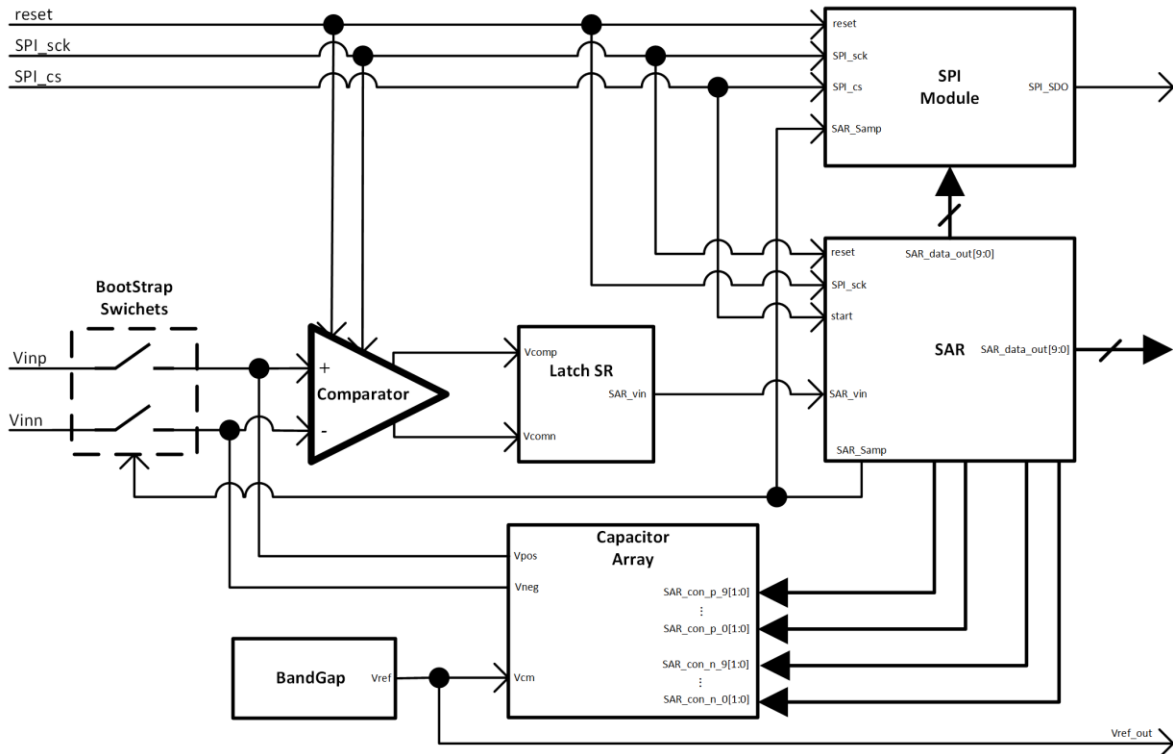 reset
SPI_sck
SPI_cs
reset
SPI_sck
SPI_cs
SAR_Samp
SPI
Module
SPI_SDO
reset
SPI_sck
start
SAR_vin
SAR_data_out[9:0]
SAR
SAR_data_out[9:0]
SAR_Samp
BootStrap
Swichets
Vinp
Vinn
+
Comparator
-
Vcomp
Latch SR
SAR_vin
Vcomn
Capacitor
Array
Vpos
Vneg
Vcm
SAR_con_p_9[1:0]
⋮
SAR_con_p_0[1:0]
SAR_con_n_9[1:0]
⋮
SAR_con_n_0[1:0]
BandGap
Vref
Vref_out